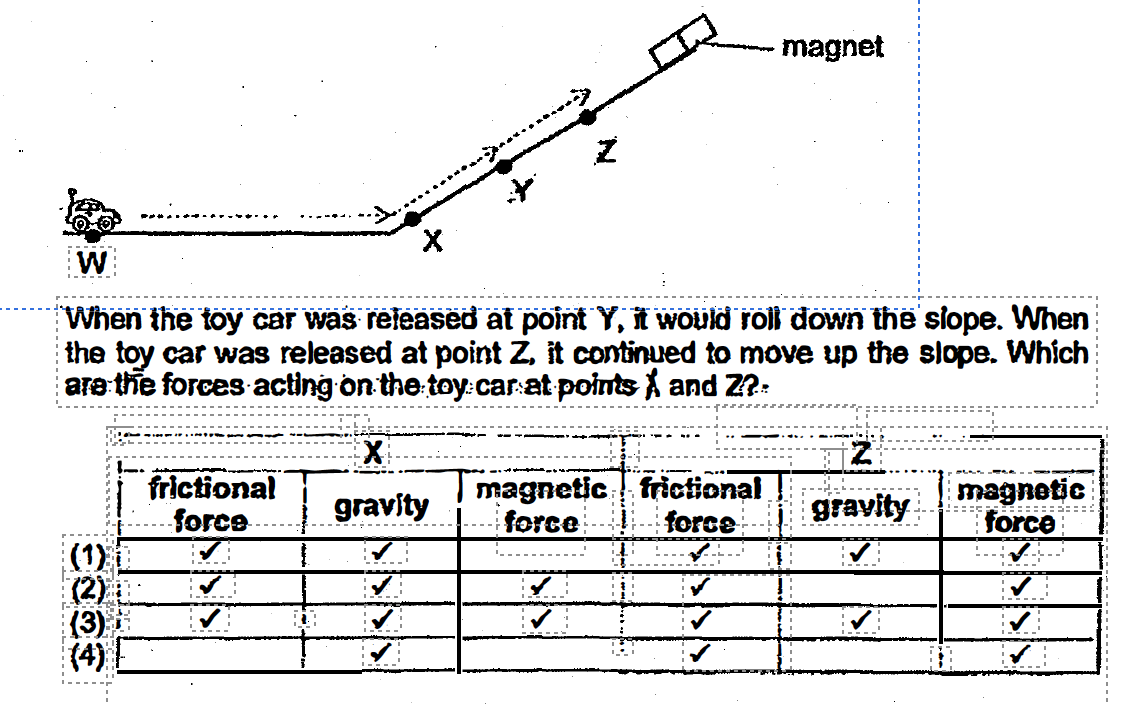 magnet
Z
Y
X
W
When the toy car was released at point Y, it would roll down the slope. When
the toy car was released at point Z, it continued to move up the slope. Which
are the forces acting on the toy car at points X and Z?
X Z
frictional force gravity magnetic force frictional force gravity magnetic force
(1) ✓ ✓ ✓ ✓ ✓
(2) ✓ ✓ ✓ ✓ ✓
(3) ✓ ✓ ✓ ✓ ✓ ✓
(4) ✓ ✓ ✓